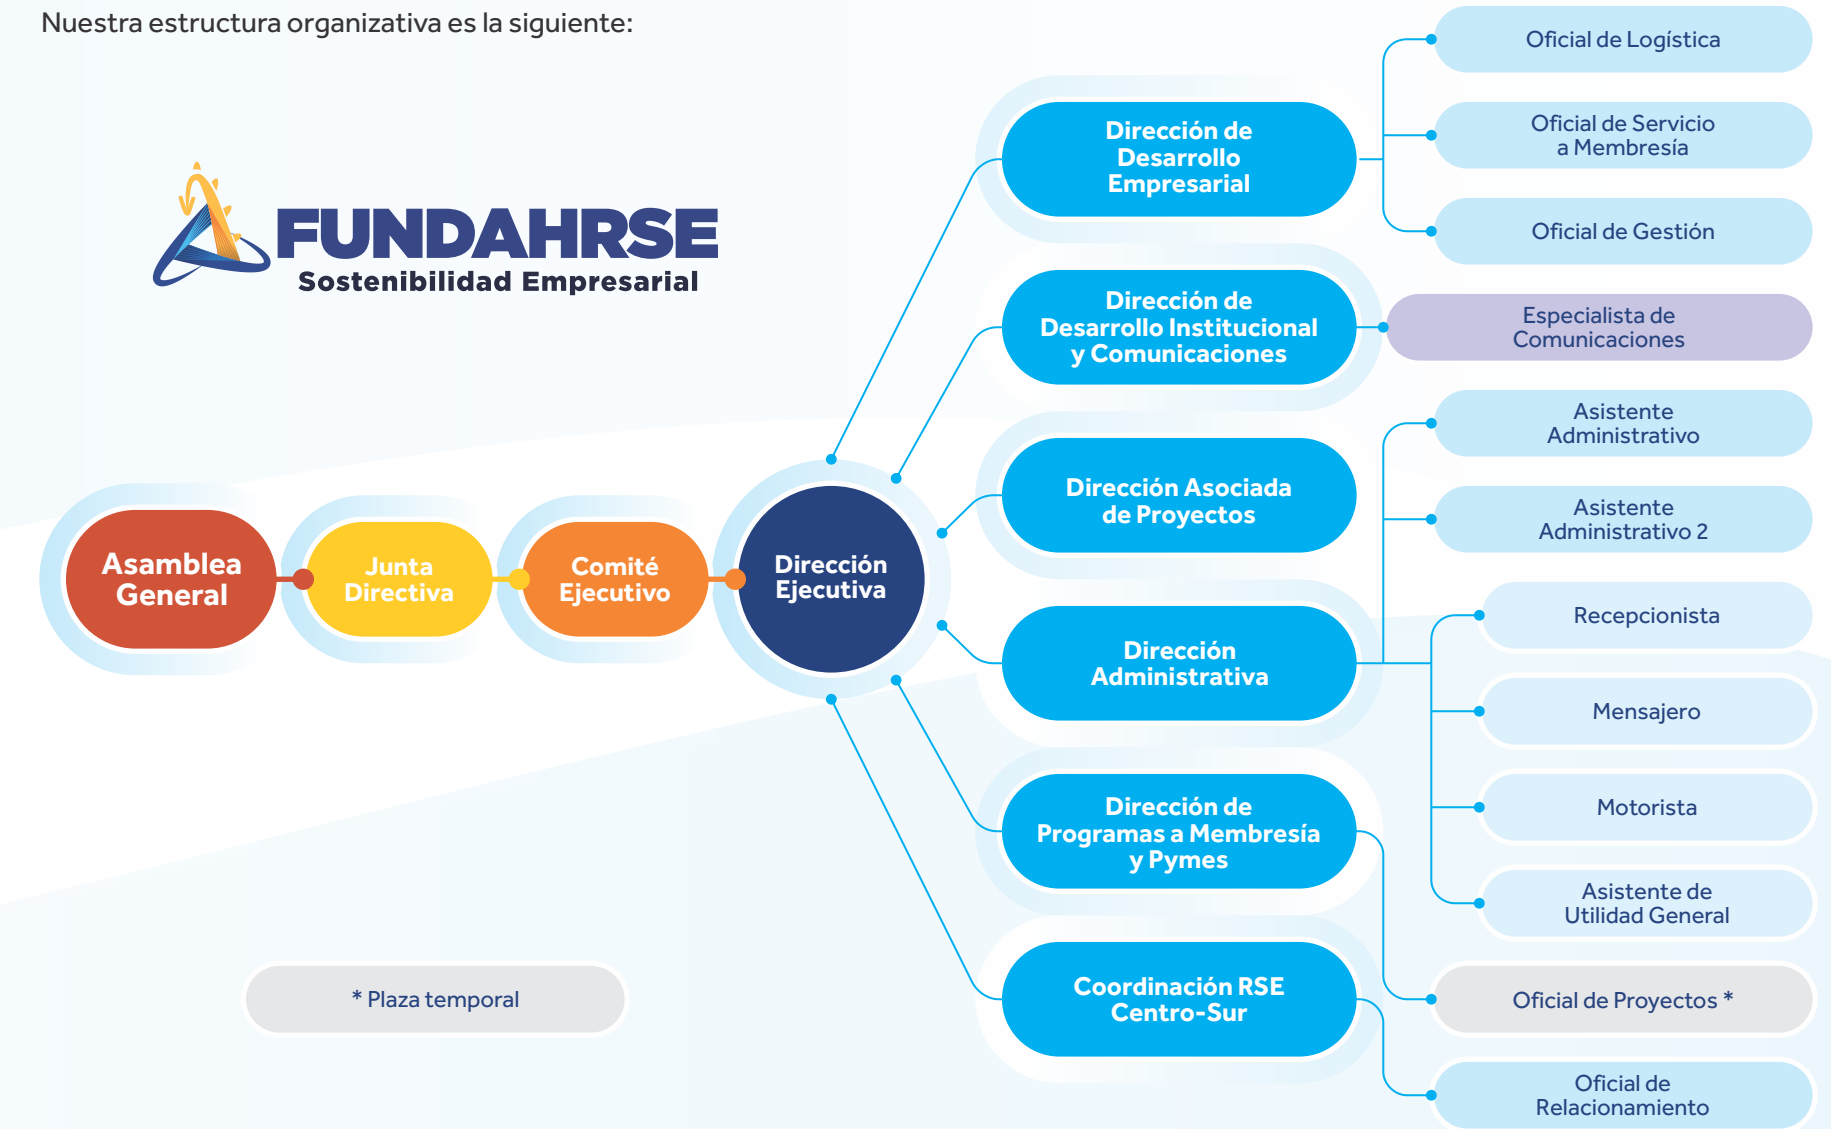 Nuestra estructura organizativa es la siguiente:
FUNDAHRSE
Sostenibilidad Empresarial
Asamblea
General
Junta
Directiva
Comité
Ejecutivo
Dirección
Ejecutiva
Dirección de
Desarrollo
Empresarial
Oficial de Logística
Oficial de Servicio
a Membresía
Oficial de Gestión
Dirección de
Desarrollo Institucional
y Comunicaciones
Especialista de
Comunicaciones
Dirección Asociada
de Proyectos
Dirección
Administrativa
Asistente
Administrativo
Asistente
Administrativo 2
Recepcionista
Mensajero
Motorista
Asistente de
Utilidad General
Dirección de
Programas a Membresía
y Pymes
Oficial de Proyectos *
Coordinación RSE
Centro-Sur
Oficial de
Relacionamiento
* Plaza temporal